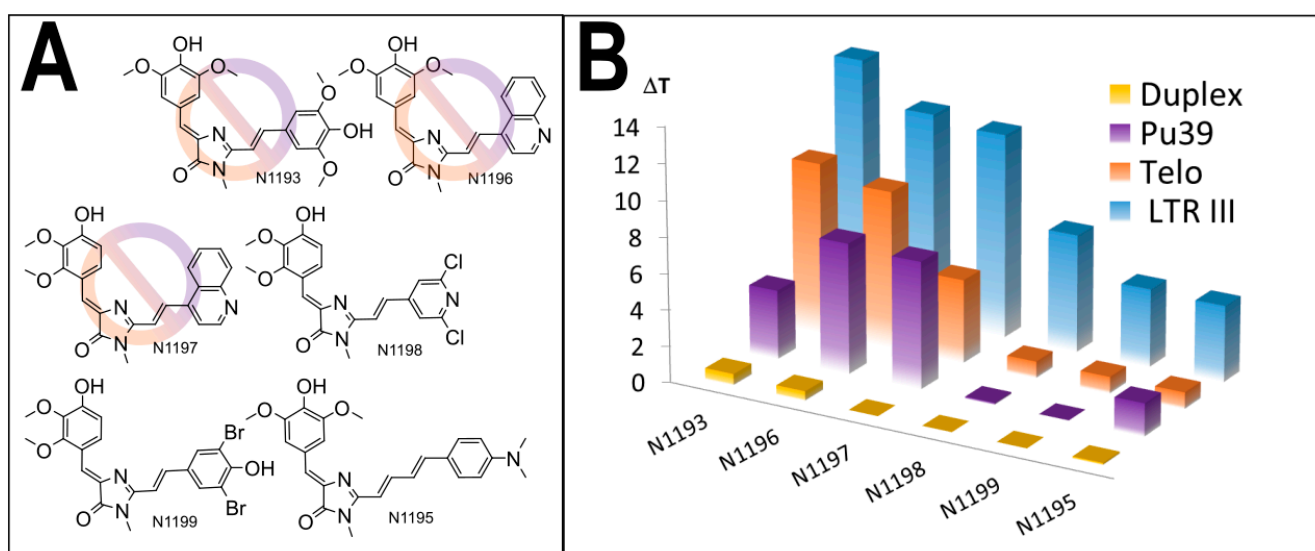 A
OH
O
O
N
O
N
N1193
O
OH
O
OH
O
O
N
O
N
N1196
N
OH
O
O
N
O
N
N1197
N
OH
O
O
N
O
N
N1198
Cl
N
Cl
OH
O
O
N
O
N
N1199
Br
OH
Br
OH
O
O
N
O
N
N1195
N
B
ΔT
14
12
10
8
6
4
2
0
N1193
N1196
N1197
N1198
N1199
N1195
Duplex
Pu39
Telo
LTR III